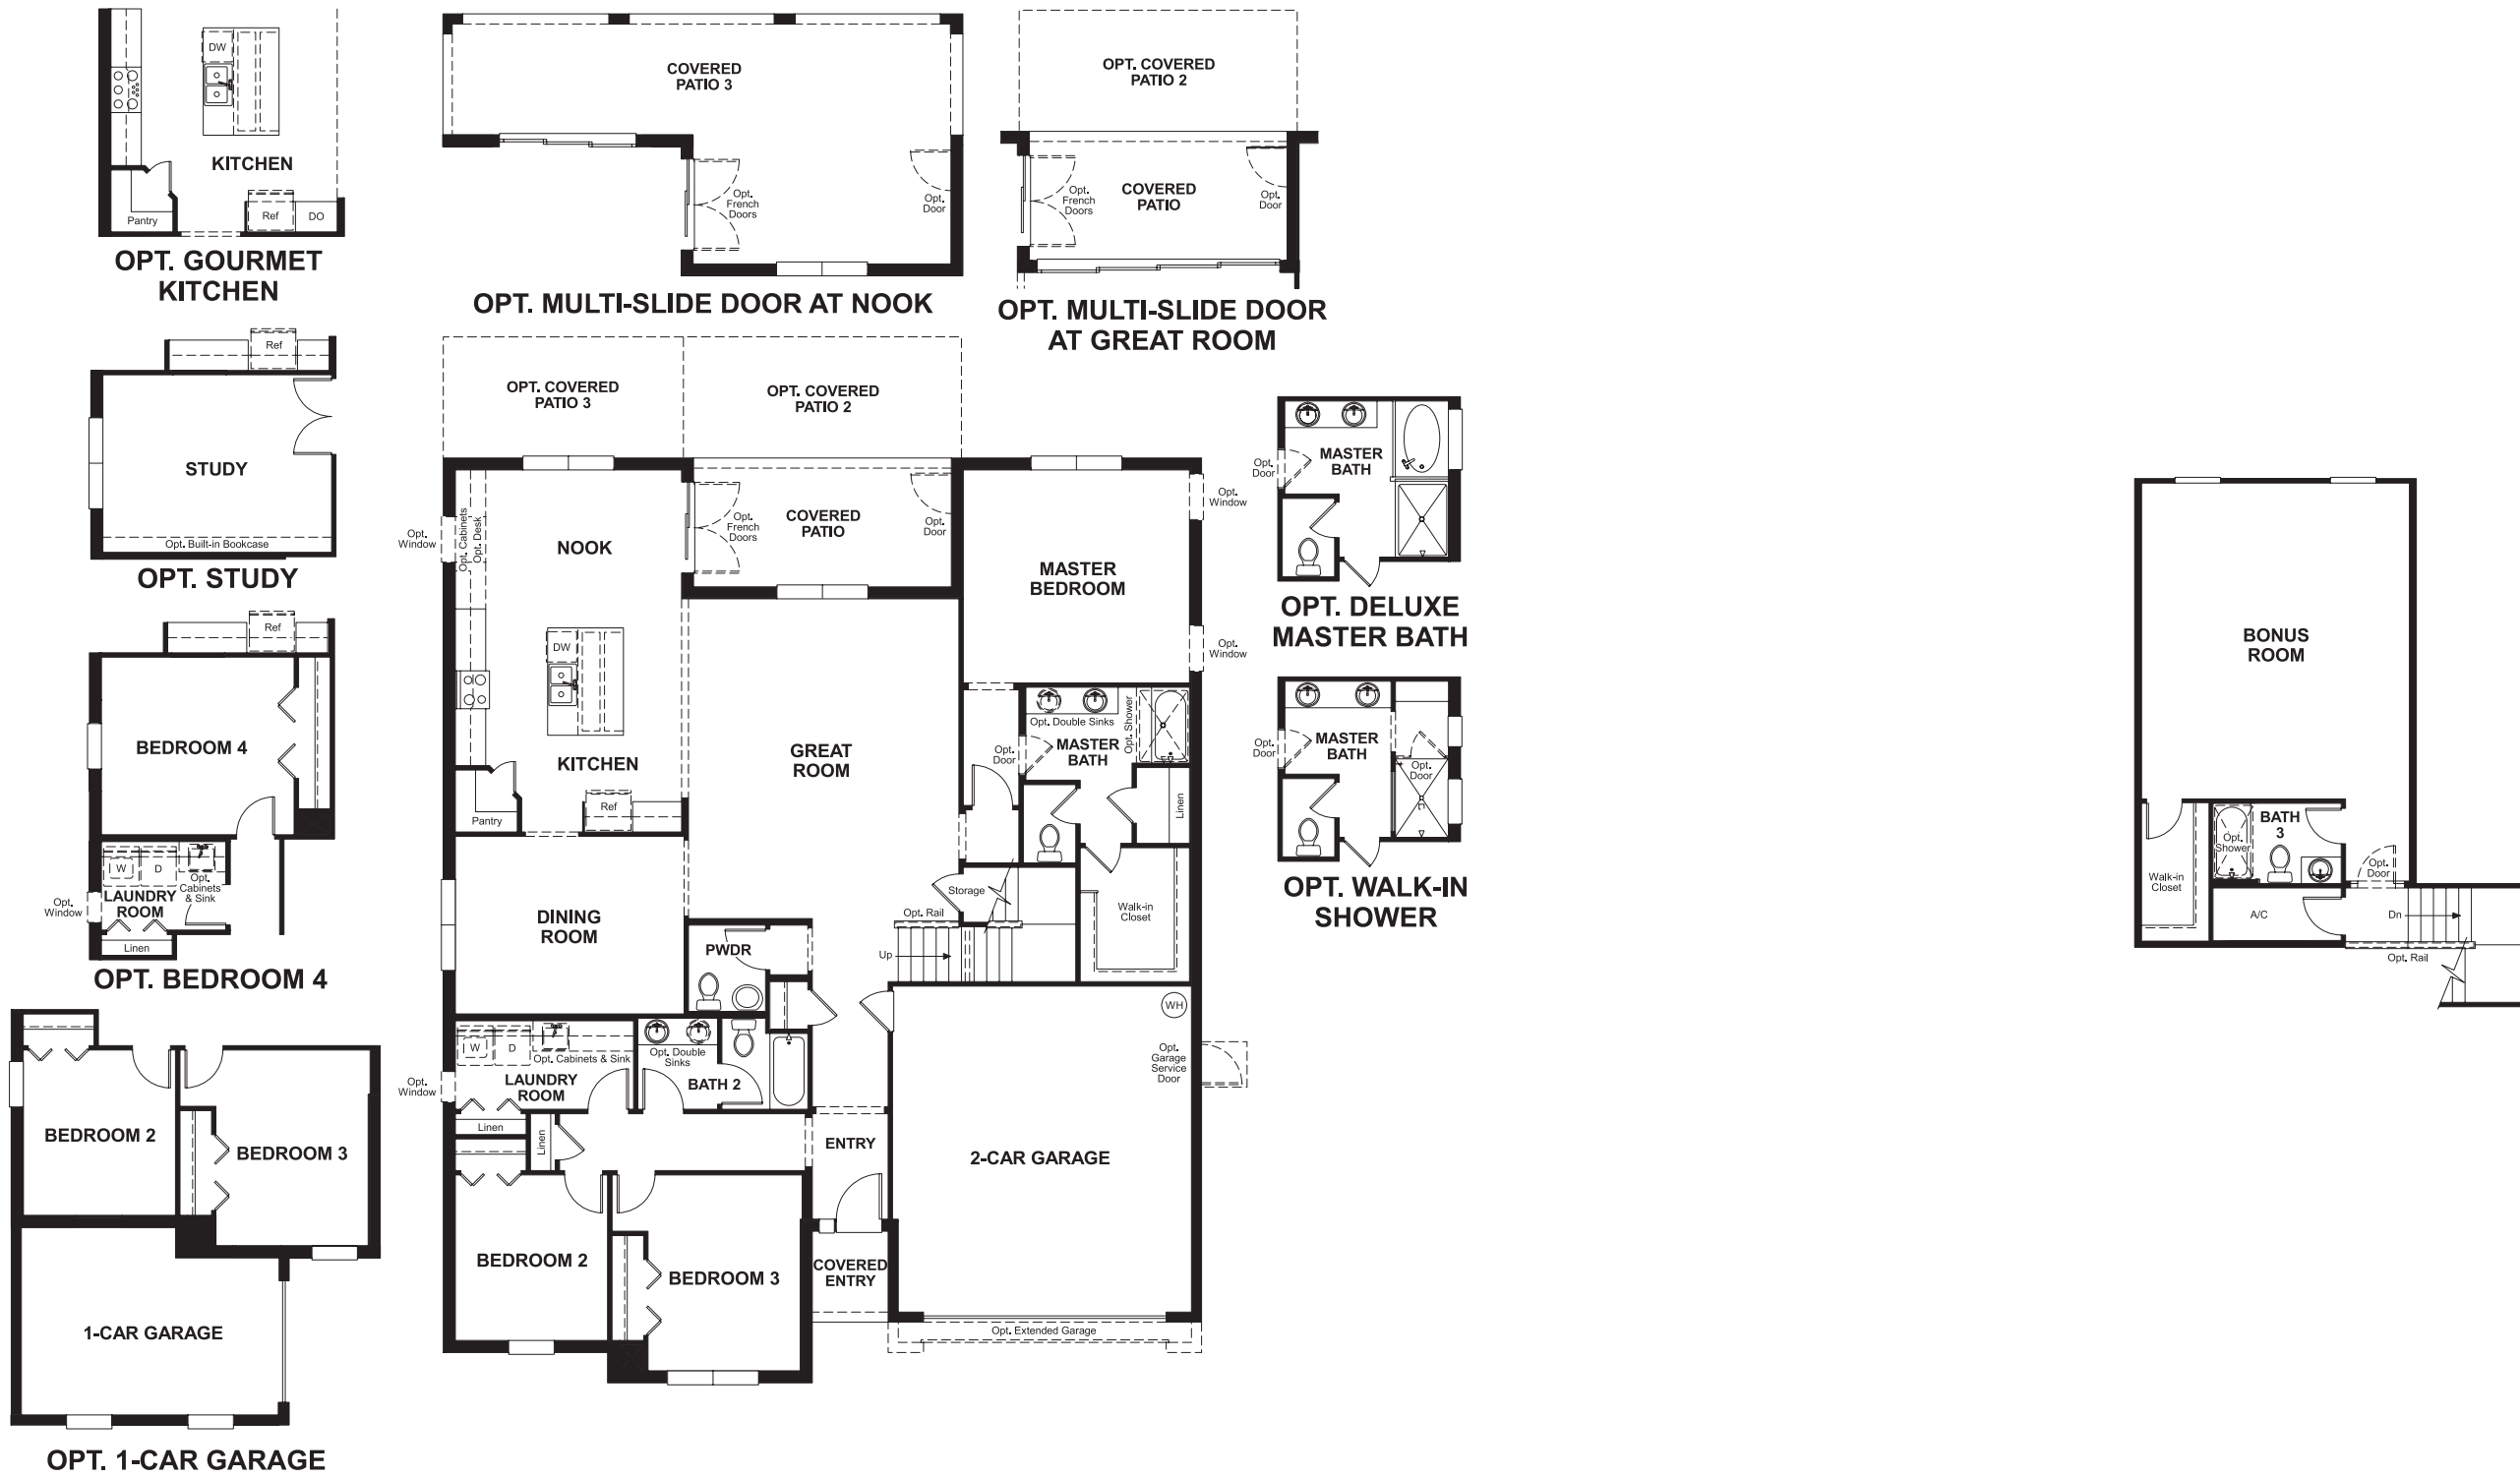 DW
KITCHEN
Pantry
Ref
DO
OPT. GOURMET
KITCHEN
COVERED
PATIO 3
Opt.
French
Doors
Opt.
Door
OPT. MULTI-SLIDE DOOR AT NOOK
OPT. COVERED
PATIO 2
COVERED
PATIO
Opt.
French
Doors
Opt.
Door
OPT. MULTI-SLIDE DOOR
AT GREAT ROOM
Ref
STUDY
Opt. Built-in Bookcase
OPT. STUDY
Ref
BEDROOM 4
W
D
Opt.
Cabinets
& Sink
LAUNDRY
ROOM
Opt.
Window
Linen
OPT. BEDROOM 4
BEDROOM 2
BEDROOM 3
1-CAR GARAGE
OPT. 1-CAR GARAGE
OPT. COVERED
PATIO 3
OPT. COVERED
PATIO 2
Opt.
Window
Opt. Cabinets
Opt. Desk
NOOK
Opt.
French
Doors
COVERED
PATIO
Opt.
Door
MASTER
BEDROOM
Opt.
Window
Opt.
Window
DW
KITCHEN
Pantry
Ref
GREAT
ROOM
Opt. Double Sinks
Opt. Shower
MASTER
BATH
Opt.
Door
Linen
Storage
Walk-in
Closet
Opt. Rail
Up
DINING
ROOM
PWDR
WH
W
D
Opt. Cabinets & Sink
LAUNDRY
ROOM
Opt.
Window
Opt. Double
Sinks
BATH 2
Linen
Linen
ENTRY
Opt.
Garage
Service
Door
2-CAR GARAGE
BEDROOM 2
BEDROOM 3
COVERED
ENTRY
Opt. Extended Garage
MASTER
BATH
Opt.
Door
OPT. DELUXE
MASTER BATH
MASTER
BATH
Opt.
Door
Opt.
Door
OPT. WALK-IN
SHOWER
BONUS
ROOM
BATH
3
Opt.
Shower
Opt.
Door
Walk-in
Closet
A/C
Dn
Opt. Rail